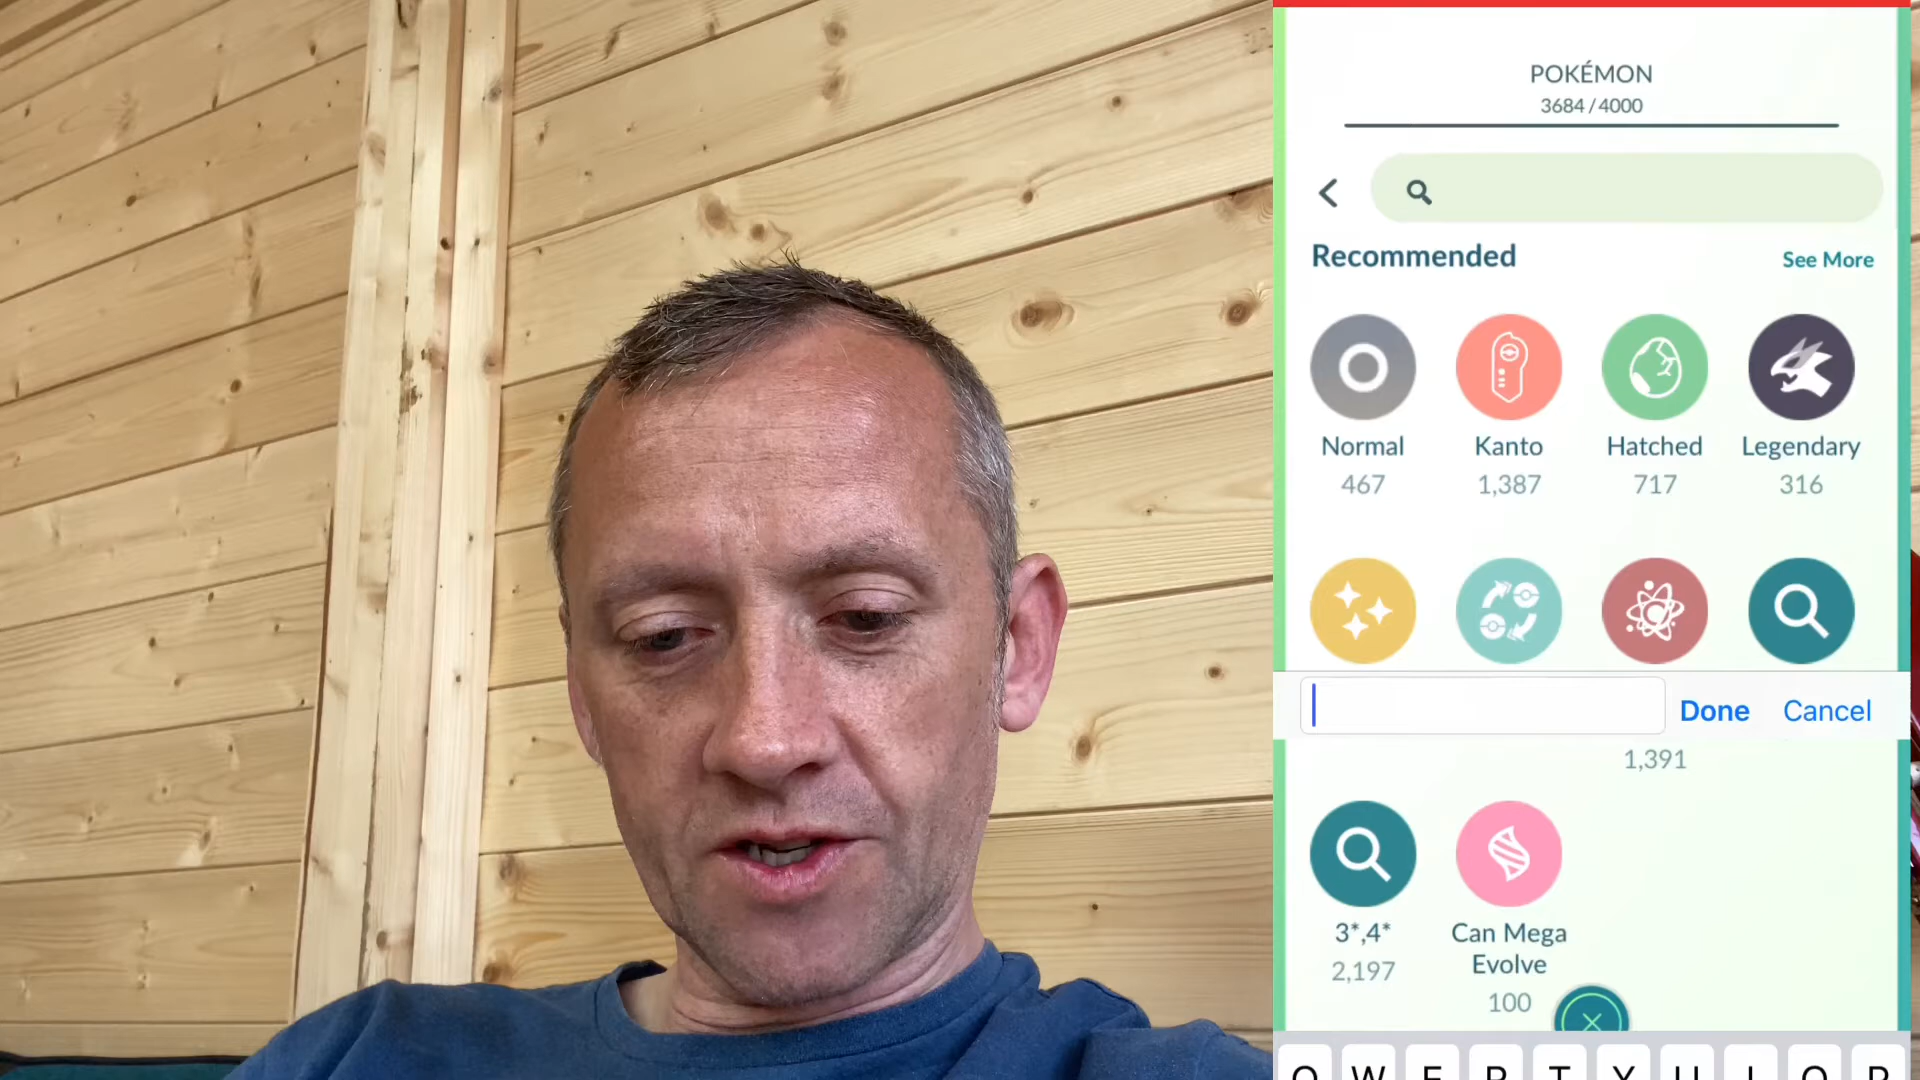 POKÉMON
3684 / 4000
Recommended
See More
Normal Kanto Hatched Legendary
467 1,387 717 316
Done Cancel
1,391
3*,4* Can Mega Evolve
2,197 100
Q W E R T Y U I O P